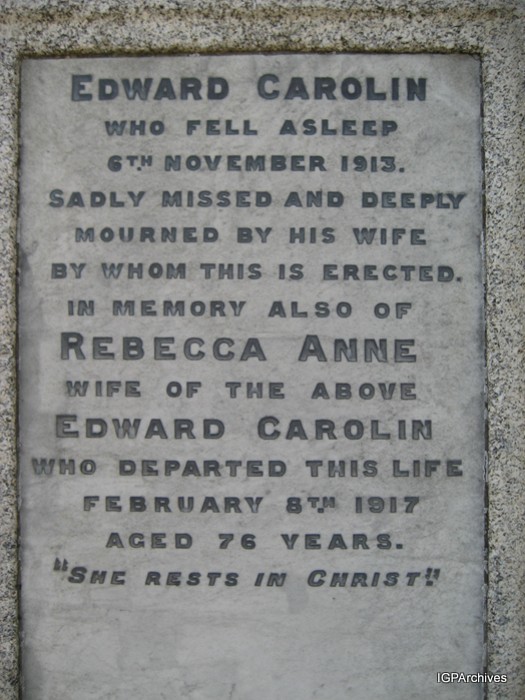 EDWARD CAROLIN
WHO FELL ASLEEP
6TH NOVEMBER 1913.
SADLY MISSED AND DEEPLY
MOURNED BY HIS WIFE
BY WHOM THIS IS ERECTED.
IN MEMORY ALSO OF
REBECCA ANNE
WIFE OF THE ABOVE
EDWARD CAROLIN
WHO DEPARTED THIS LIFE
FEBRUARY 8TH 1917
AGED 76 YEARS.
"SHE RESTS IN CHRIST."
IGPArchives